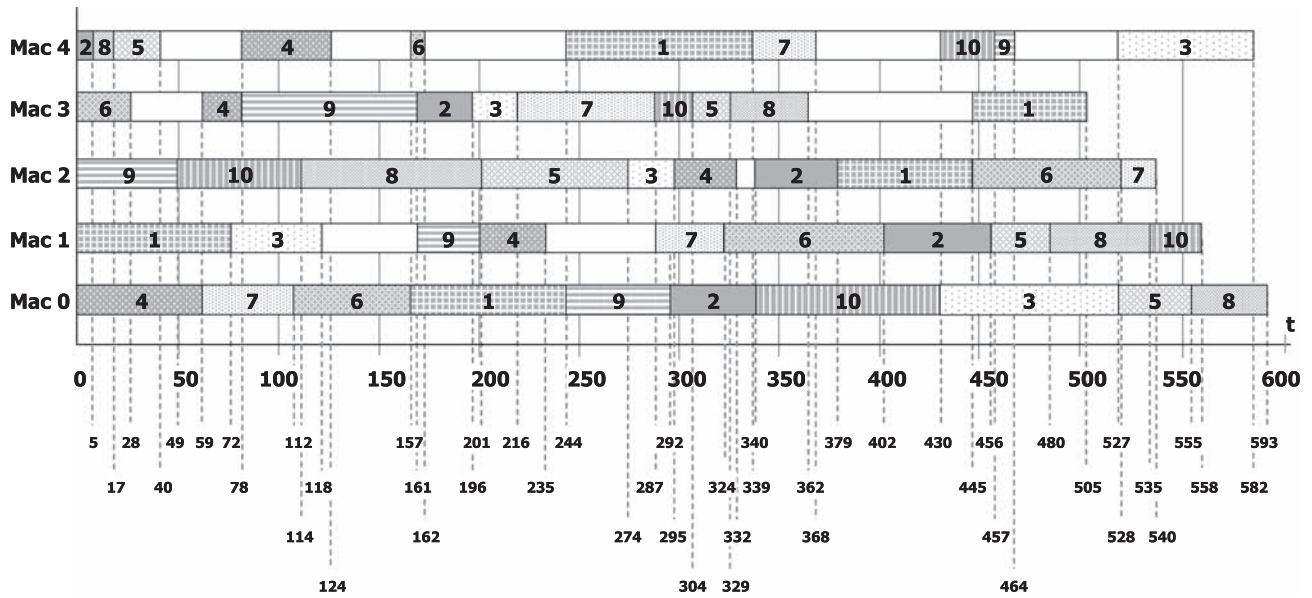 Mac 4 2 8 5 4 6 1 7 10 9 3
Mac 3 6 4 9 2 3 7 10 5 8 1
Mac 2 9 10 8 5 3 4 2 1 6 7
Mac 1 1 3 9 4 7 6 2 5 8 10
Mac 0 4 7 6 1 9 2 10 3 5 8
t
0 50 100 150 200 250 300 350 400 450 500 550 600
5 28 49 59 72 112 157 201 216 244 292 340 379 402 430 456 480 527 555 593
17 40 78 118 161 196 235 287 324 339 362 445 505 535 558 582
114 162 274 295 332 368 457 528 540
124 304 329 464